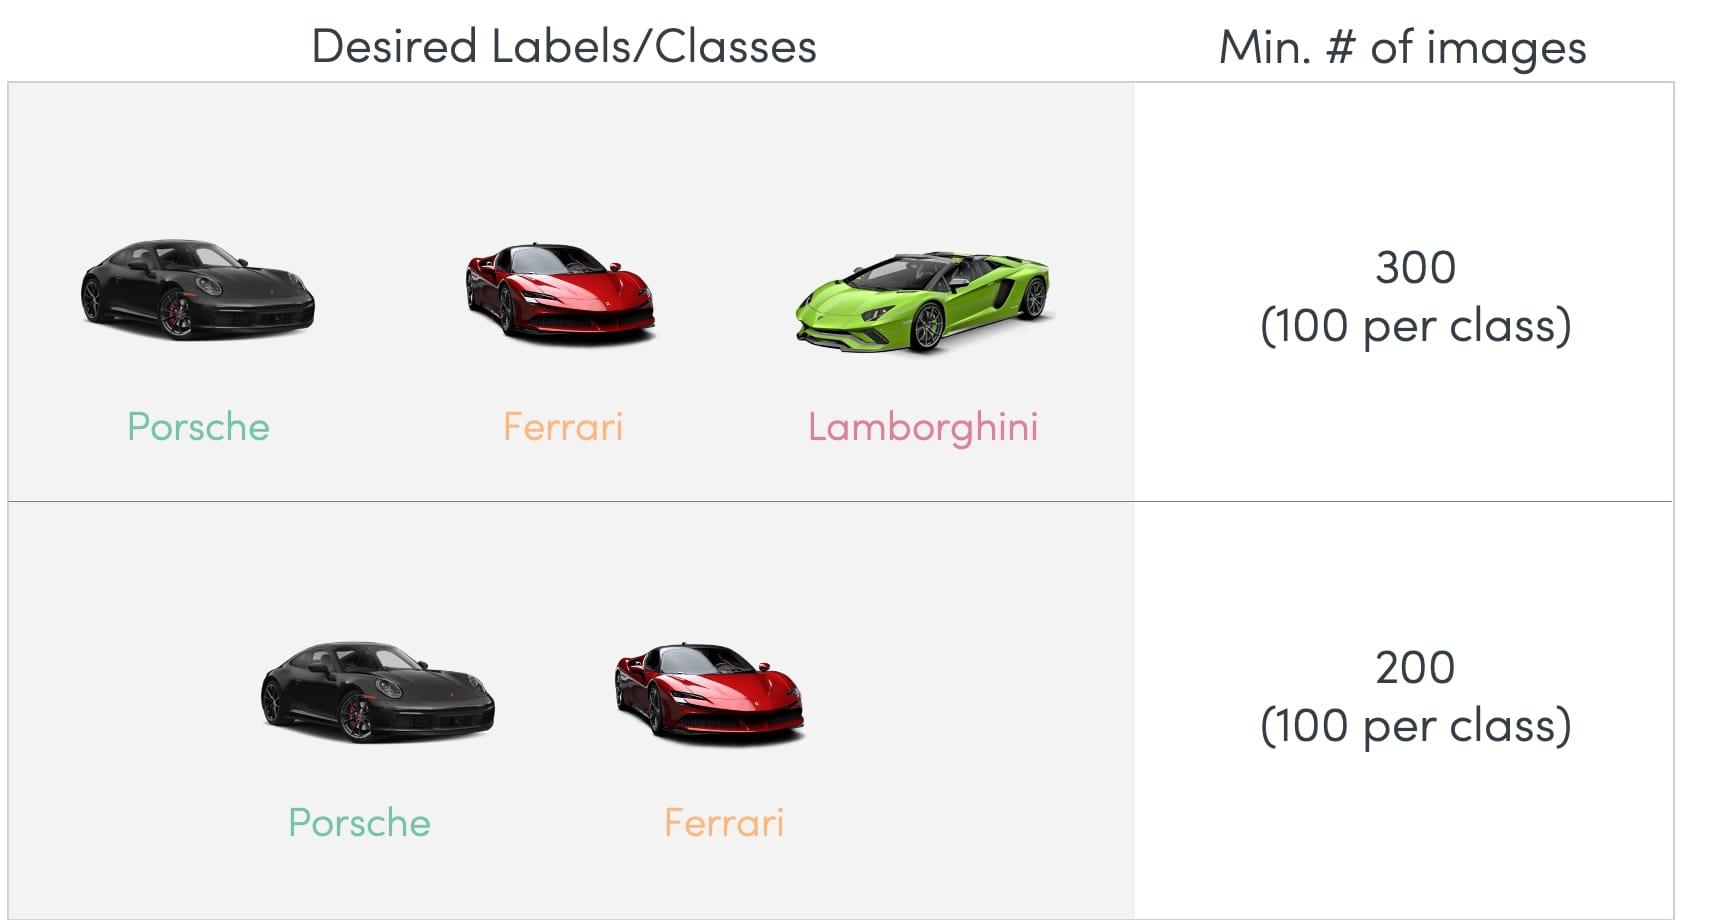 Desired Labels/Classes
Min. # of images
Porsche
Ferrari
Lamborghini
300
(100 per class)
Porsche
Ferrari
200
(100 per class)